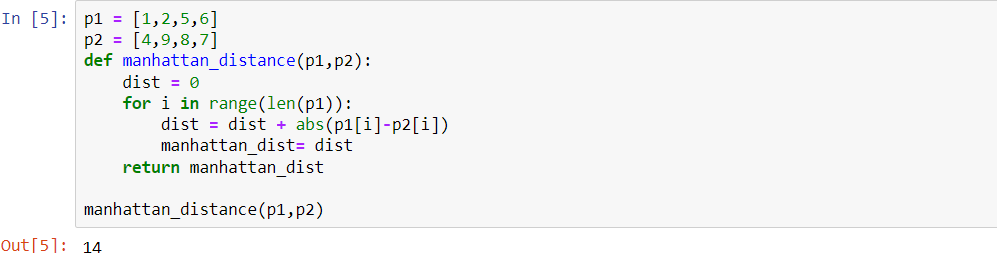 In [5]: p1 = [1,2,5,6]
p2 = [4,9,8,7]
def manhattan_distance(p1,p2):
    dist = 0
    for i in range(len(p1)):
        dist = dist + abs(p1[i]-p2[i])
        manhattan_dist= dist
    return manhattan_dist
manhattan_distance(p1,p2)
Out[5]: 14